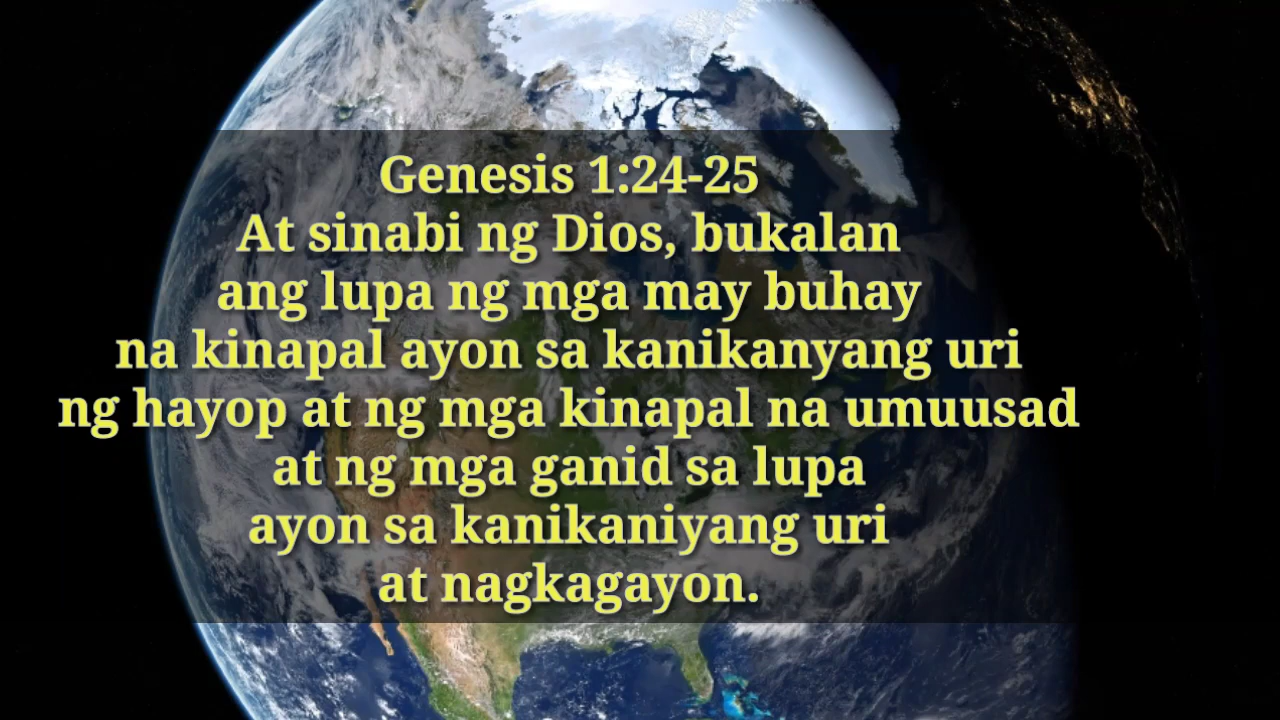 Genesis 1:24-25
At sinabi ng Dios, bukalan
ang lupa ng mga may buhay
na kinapal ayon sa kanikanyang uri
ng hayop at ng mga kinapal na umuusad
at ng mga ganid sa lupa
ayon sa kanikaniyang uri
at nagkagayon.